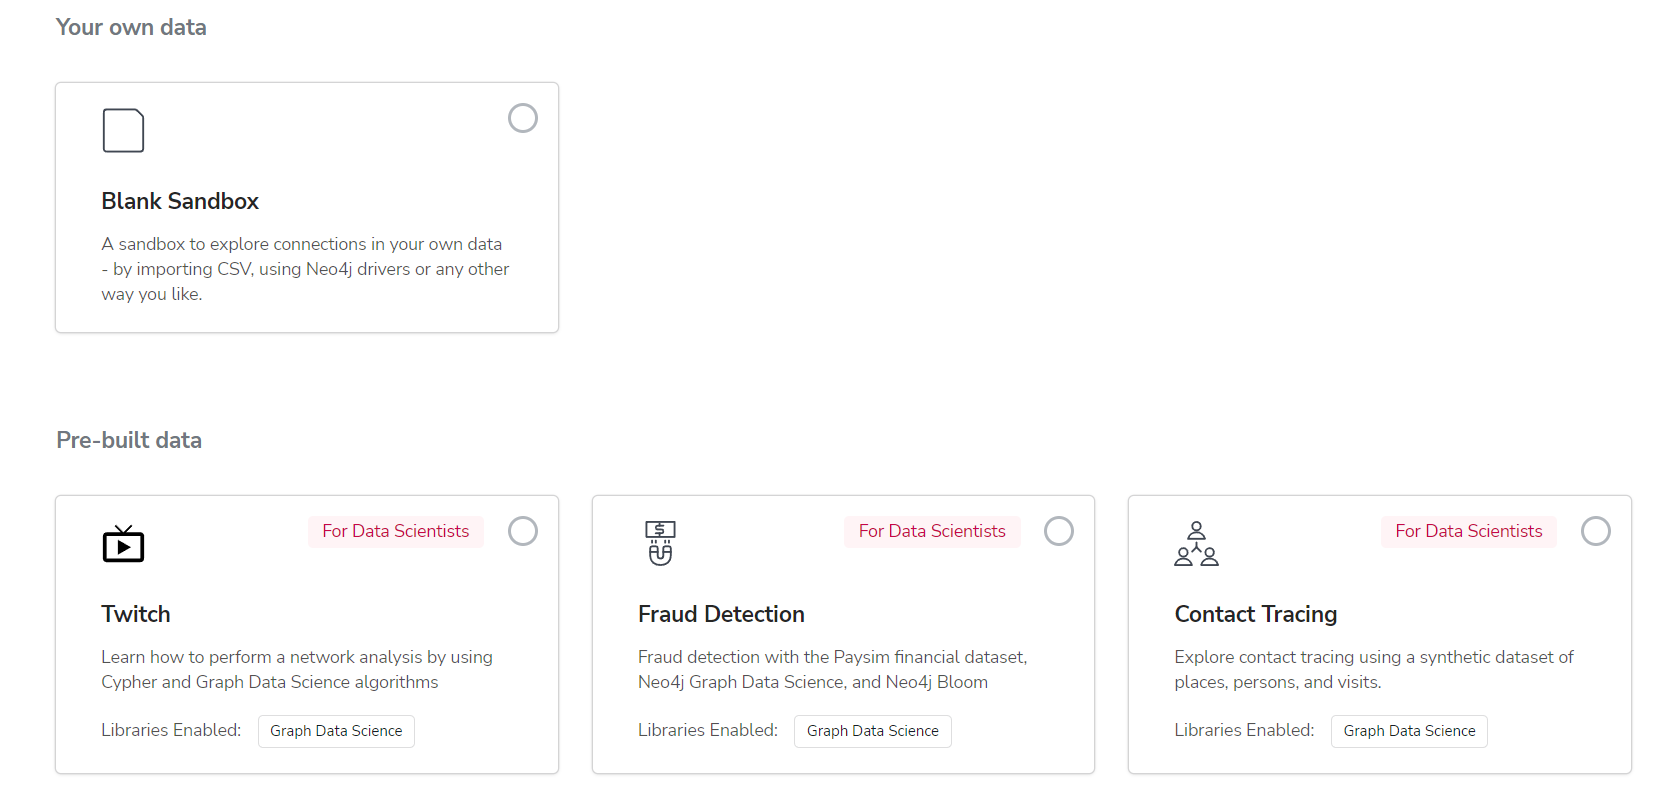 Your own data
Blank Sandbox
A sandbox to explore connections in your own data
- by importing CSV, using Neo4j drivers or any other
way you like.
Pre-built data
For Data Scientists
Twitch
Learn how to perform a network analysis by using
Cypher and Graph Data Science algorithms
Libraries Enabled: Graph Data Science
For Data Scientists
Fraud Detection
Fraud detection with the Paysim financial dataset,
Neo4j Graph Data Science, and Neo4j Bloom
Libraries Enabled: Graph Data Science
For Data Scientists
Contact Tracing
Explore contact tracing using a synthetic dataset of
places, persons, and visits.
Libraries Enabled: Graph Data Science